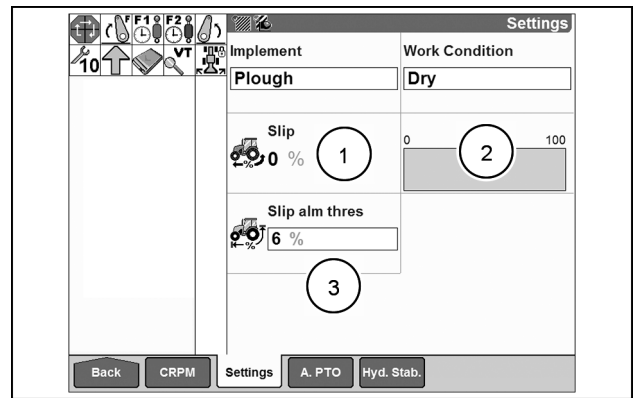 F F1 F2 Settings
10 VT
Implement Work Condition
Plough Dry
Slip
0 % 1 0 100 2
Slip alm thres
6 %
3
Back CRPM Settings A. PTO Hyd. Stab.